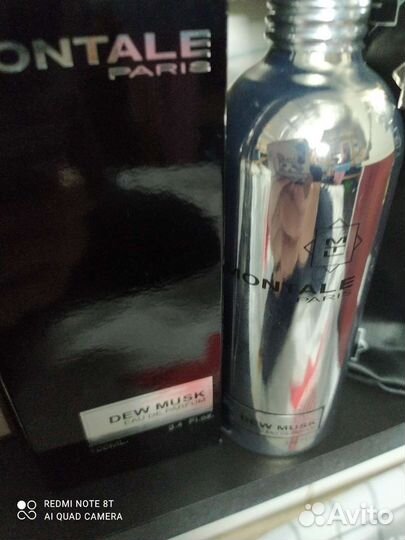 MONTALE
PARIS
DEW MUSK
EAU DE PARFUM
3.4 Fl.oz.
MONTALE
PARIS
DEW MUSK
REDMI NOTE 8T
AI QUAD CAMERA
Avito